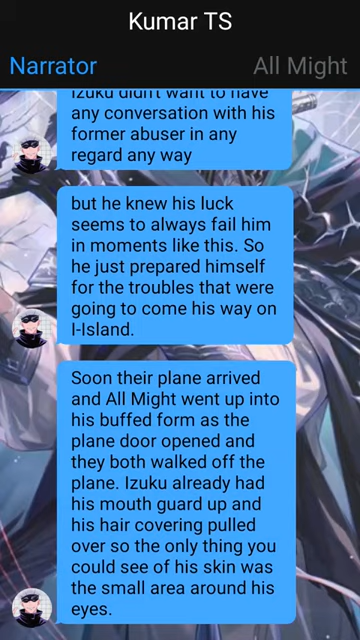 Kumar TS
Narrator
All Might
Izuku didn't want to have
any conversation with his
former abuser in any
regard any way
but he knew his luck
seems to always fail him
in moments like this. So
he just prepared himself
for the troubles that were
going to come his way on
I-Island.
Soon their plane arrived
and All Might went up into
his buffed form as the
plane door opened and
they both walked off the
plane. Izuku already had
his mouth guard up and
his hair covering pulled
over so the only thing you
could see of his skin was
the small area around his
eyes.